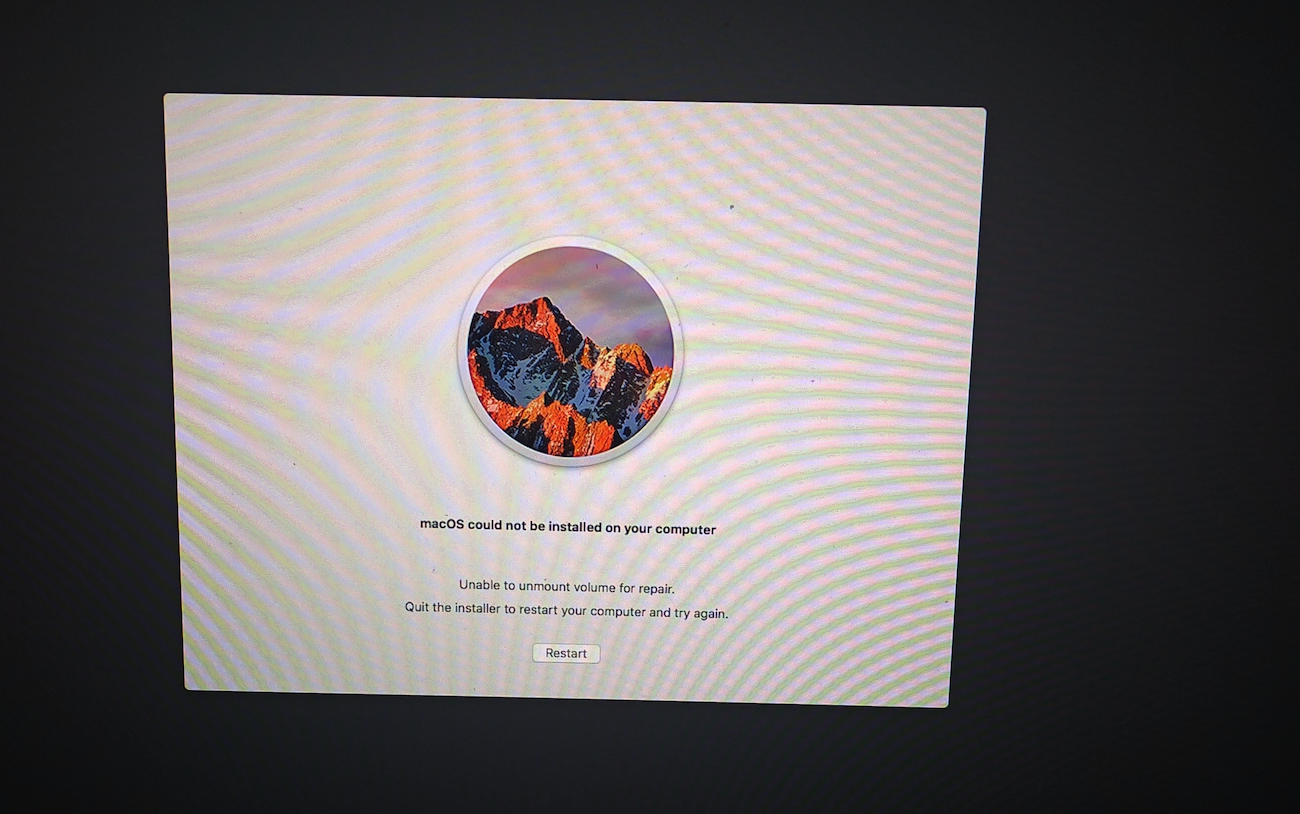 macOS could not be installed on your computer
Unable to unmount volume for repair.
Quit the installer to restart your computer and try again.
Restart